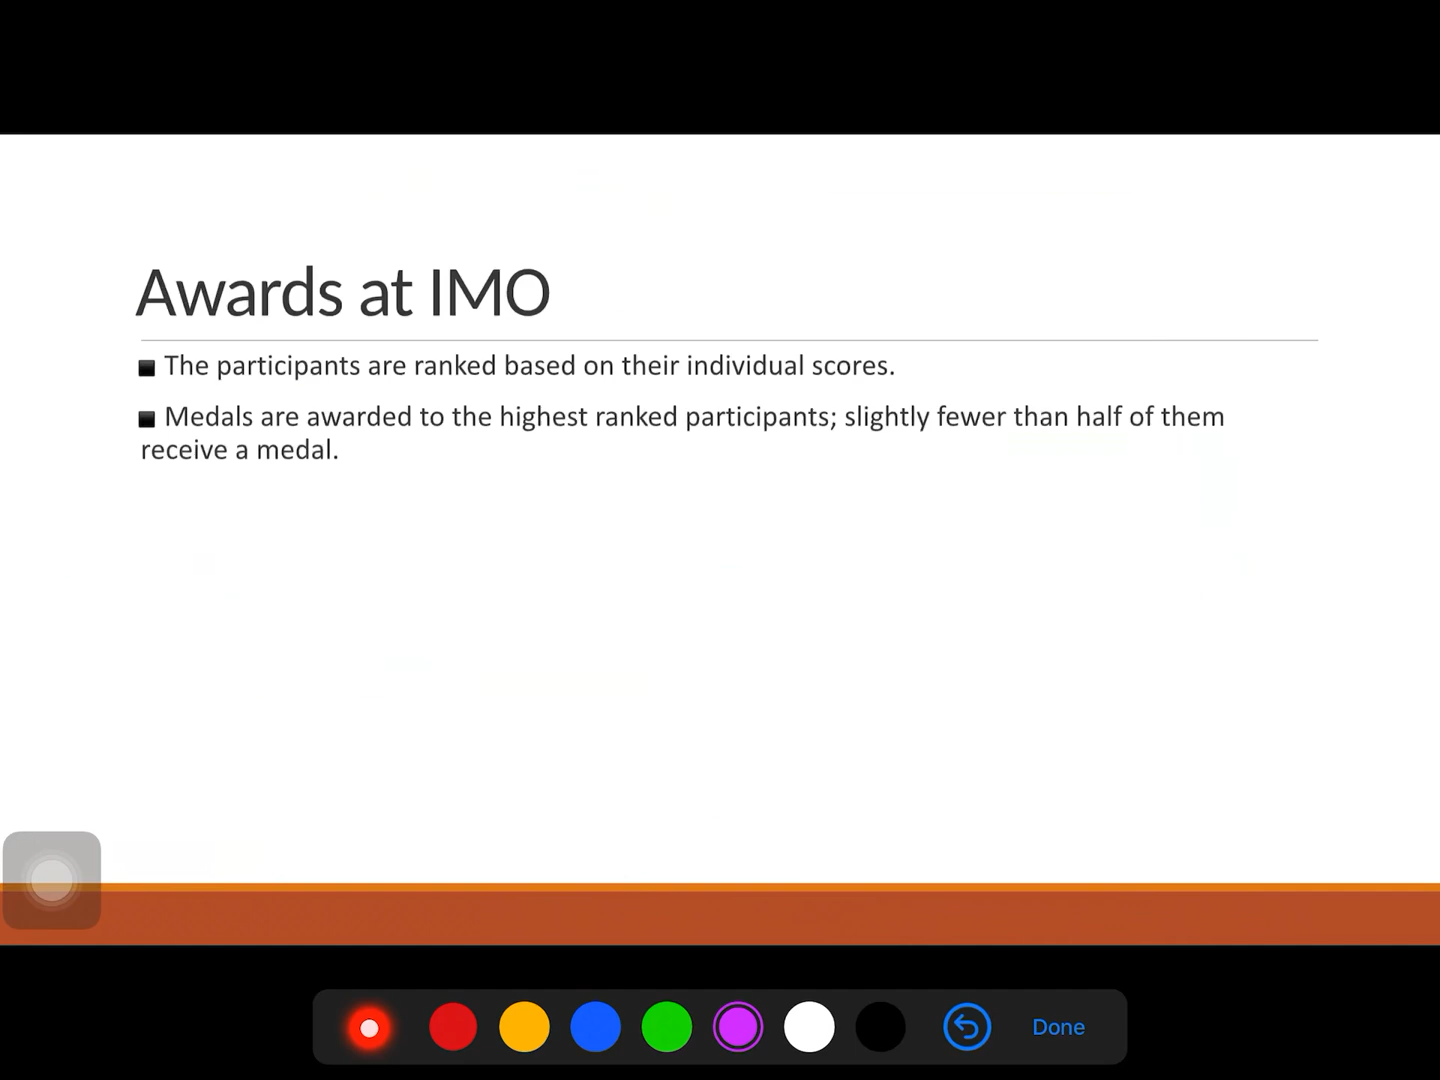 Awards at IMO
The participants are ranked based on their individual scores.
Medals are awarded to the highest ranked participants; slightly fewer than half of them
receive a medal.
Done